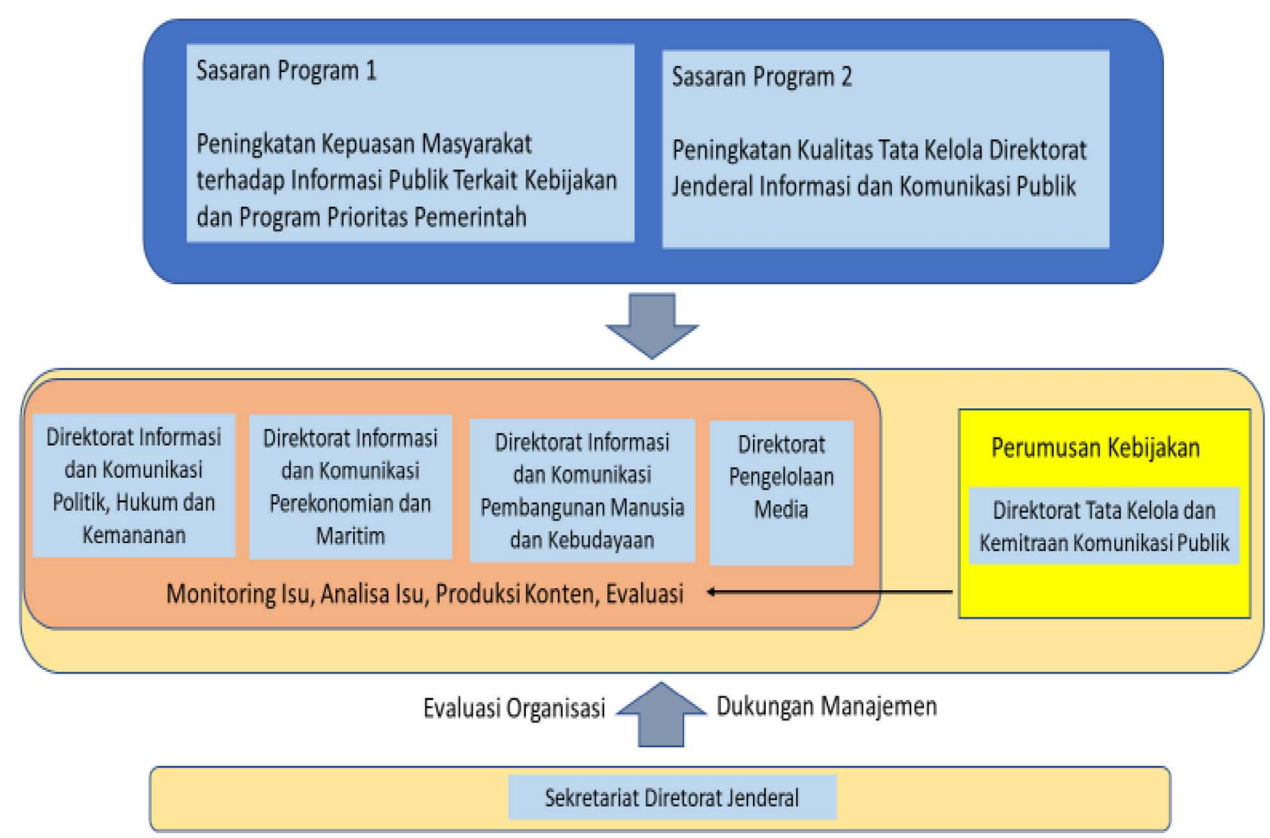 Sasaran Program 1
Peningkatan Kepuasan Masyarakat
terhadap Informasi Publik Terkait Kebijakan
dan Program Prioritas Pemerintah
Sasaran Program 2
Peningkatan Kualitas Tata Kelola Direktorat
Jenderal Informasi dan Komunikasi Publik
Direktorat Informasi
dan Komunikasi
Politik, Hukum dan
Kemananan
Direktorat Informasi
dan Komunikasi
Perekonomian dan
Maritim
Direktorat Informasi
dan Komunikasi
Pembangunan Manusia
dan Kebudayaan
Direktorat
Pengelolaan
Media
Monitoring Isu, Analisa Isu, Produksi Konten, Evaluasi
Perumusan Kebijakan
Direktorat Tata Kelola dan
Kemitraan Komunikasi Publik
Evaluasi Organisasi
Dukungan Manajemen
Sekretariat Diretorat Jenderal